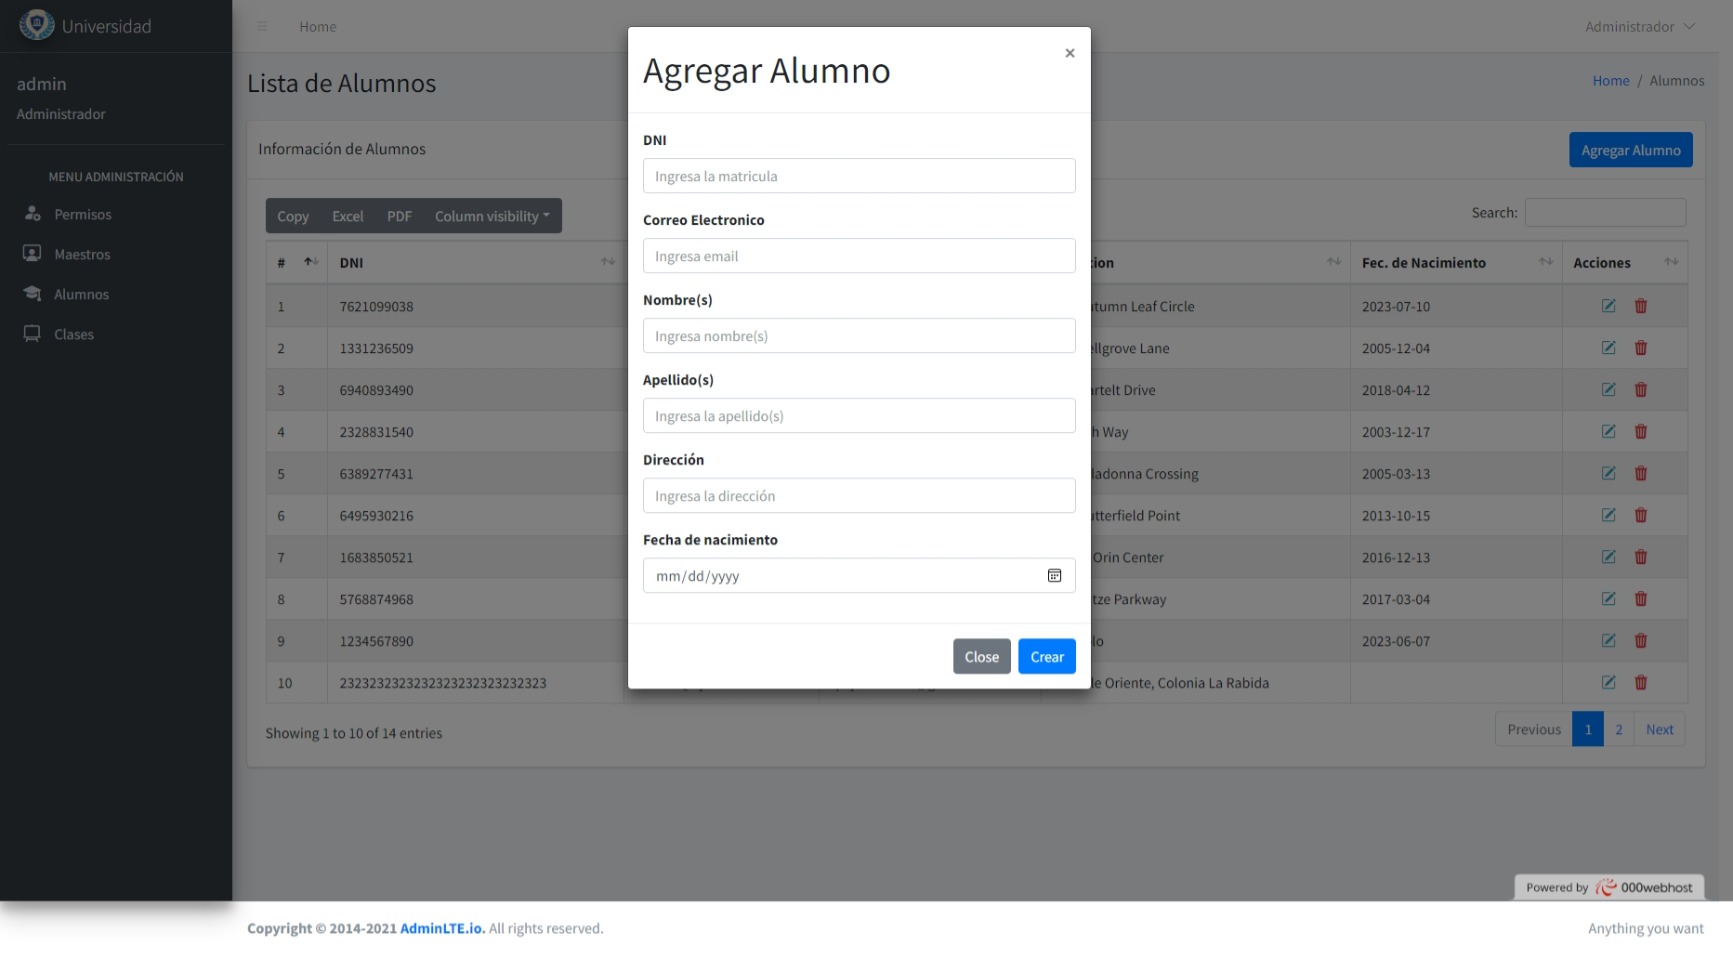 Universidad
Home
Administrador
admin
Administrador
MENU ADMINISTRACIÓN
Permisos
Maestros
Alumnos
Clases
Lista de Alumnos
Home / Alumnos
Información de Alumnos
Agregar Alumno
Copy Excel PDF Column visibility
Search:
# DNI cion Fec. de Nacimiento Acciones
1 7621099038 utumn Leaf Circle 2023-07-10
2 1331236509 ellgrove Lane 2005-12-04
3 6940893490 artelt Drive 2018-04-12
4 2328831540 h Way 2003-12-17
5 6389277431 ladonna Crossing 2005-03-13
6 6495930216 utterfield Point 2013-10-15
7 1683850521 Orin Center 2016-12-13
8 5768874968 tze Parkway 2017-03-04
9 1234567890 lo 2023-06-07
10 2323232323232323232323232323 le Oriente, Colonia La Rabida
Showing 1 to 10 of 14 entries
Previous 1 2 Next
Agregar Alumno
×
DNI
Ingresa la matricula
Correo Electronico
Ingresa email
Nombre(s)
Ingresa nombre(s)
Apellido(s)
Ingresa la apellido(s)
Dirección
Ingresa la dirección
Fecha de nacimiento
mm/dd/yyyy
Close Crear
Powered by 000webhost
Copyright © 2014-2021 AdminLTE.io. All rights reserved.
Anything you want